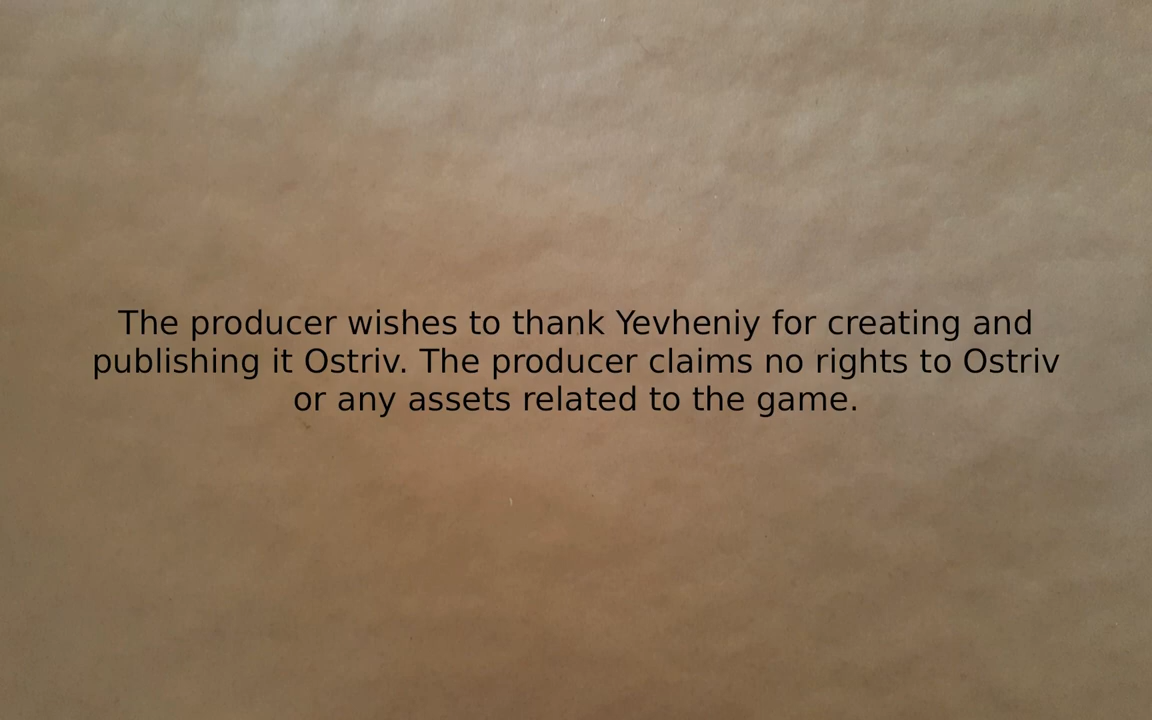 The producer wishes to thank Yevheniy for creating and
publishing it Ostriv. The producer claims no rights to Ostriv
or any assets related to the game.